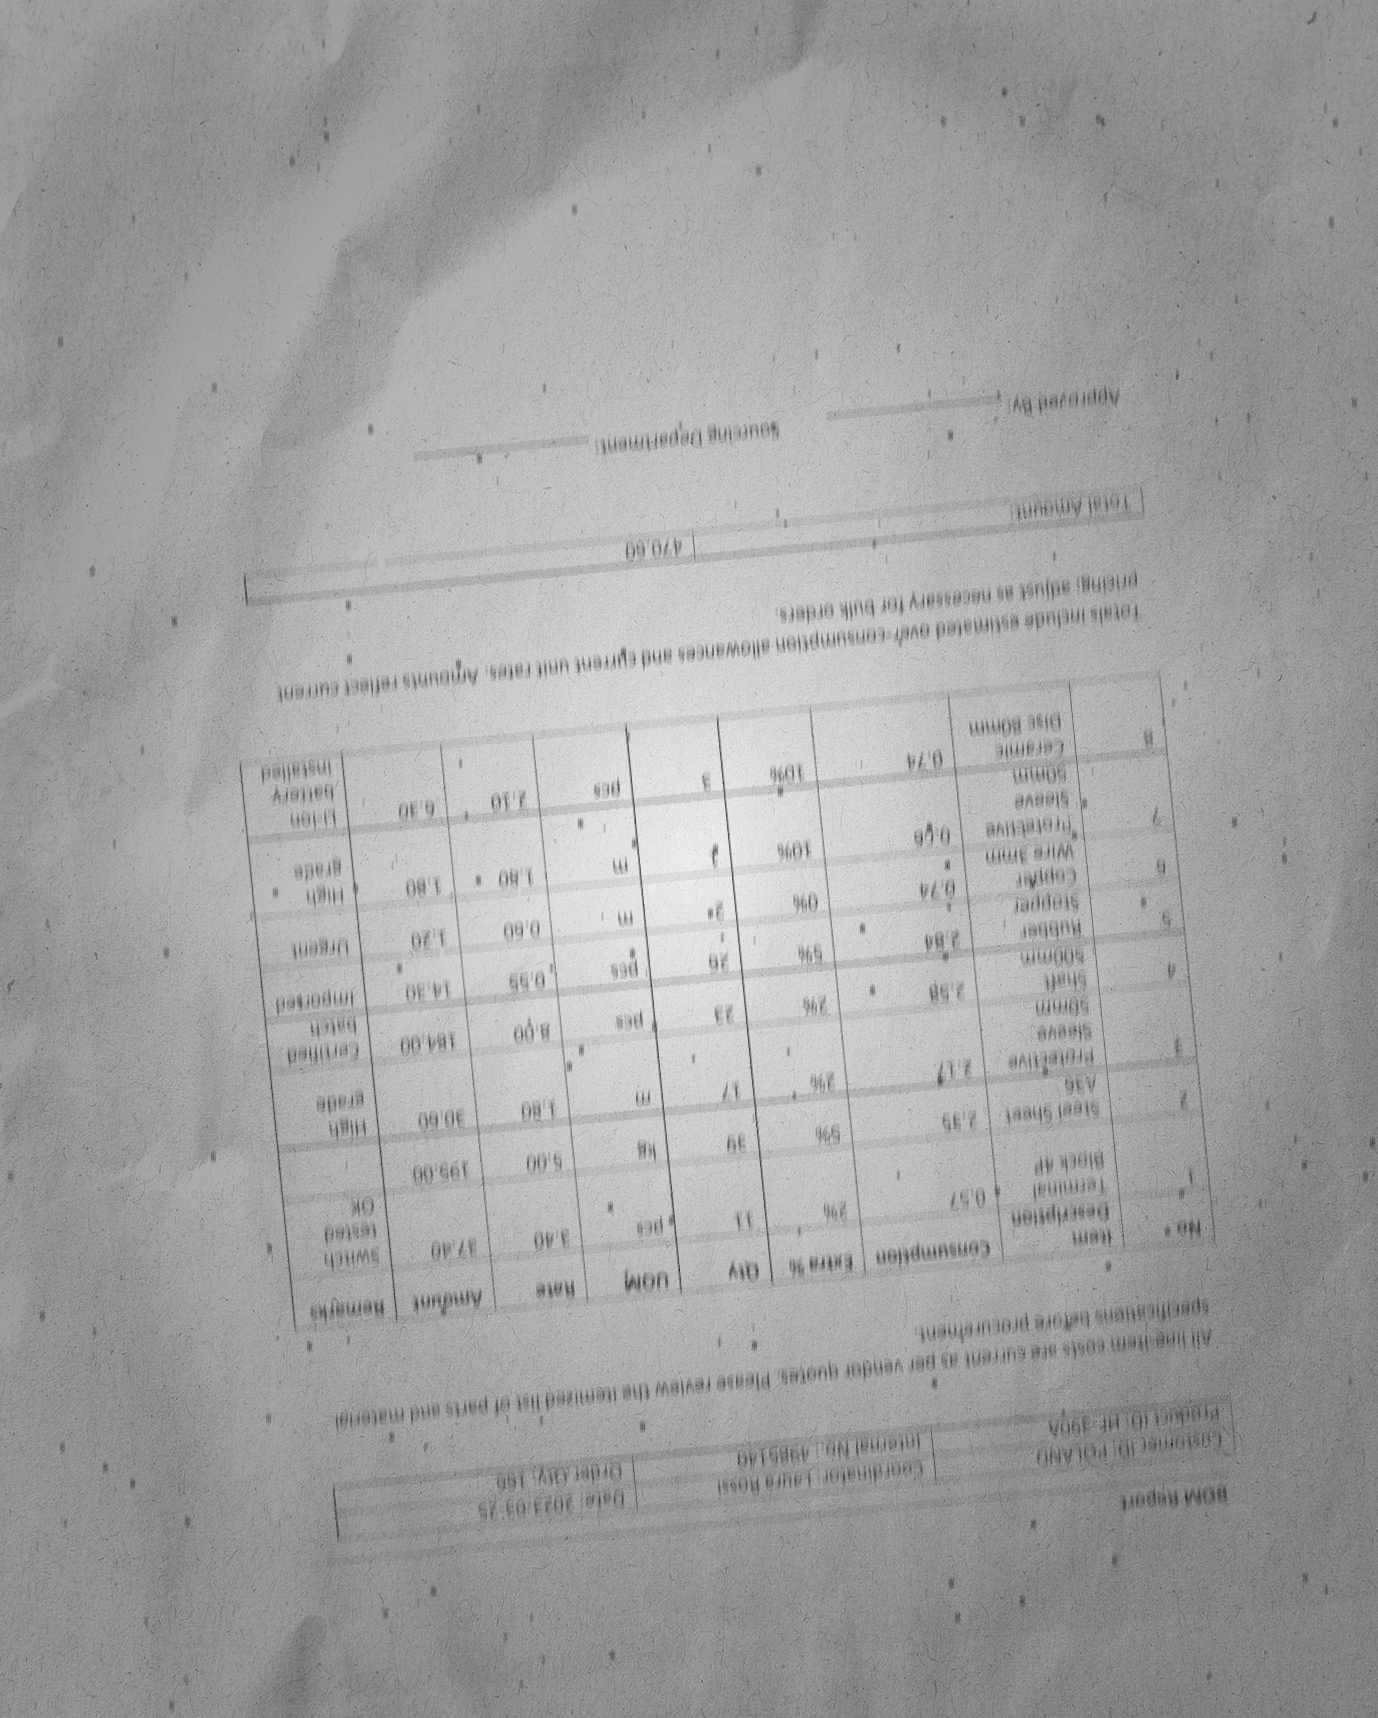 BOM Report
Customer ID: POLAND Coordinator: Laura Rossi Date: 2023-03-25
Product ID: HF-390A Internal No.: 4985140 Order Qty: 166
All line-item costs are current as per vendor quotes. Please review the itemized list of parts and material
specifications before procurement.
No Item Description Consumption Extra % Qty UOM Rate Amount Remarks
1 Terminal Block 4P 0.57 2% 11 pcs 3.40 37.40 Switch tested OK
2 Steel Sheet A36 2.35 5% 39 kg 5.00 195.00
3 Protective Sleeve 50mm 2.17 2% 17 m 1.80 30.60 High grade
4 Shaft 500mm 2.58 2% 23 pcs 8.00 184.00 Certified batch
5 Rubber Stopper 2.84 5% 26 pcs 0.55 14.30 Imported
6 Copper Wire 3mm 0.74 0% 2 m 0.60 1.20 Urgent
7 Protective Sleeve 50mm 10% 1 m 1.80 1.80 High grade
8 Ceramic Disc 80mm 0.74 10% 3 pcs 2.10 6.30 Li-Ion battery installed
Totals include estimated over-consumption allowances and current unit rates. Amounts reflect current
pricing; adjust as necessary for bulk orders.
Total Amount: 470.60
Approved By: Sourcing Department: